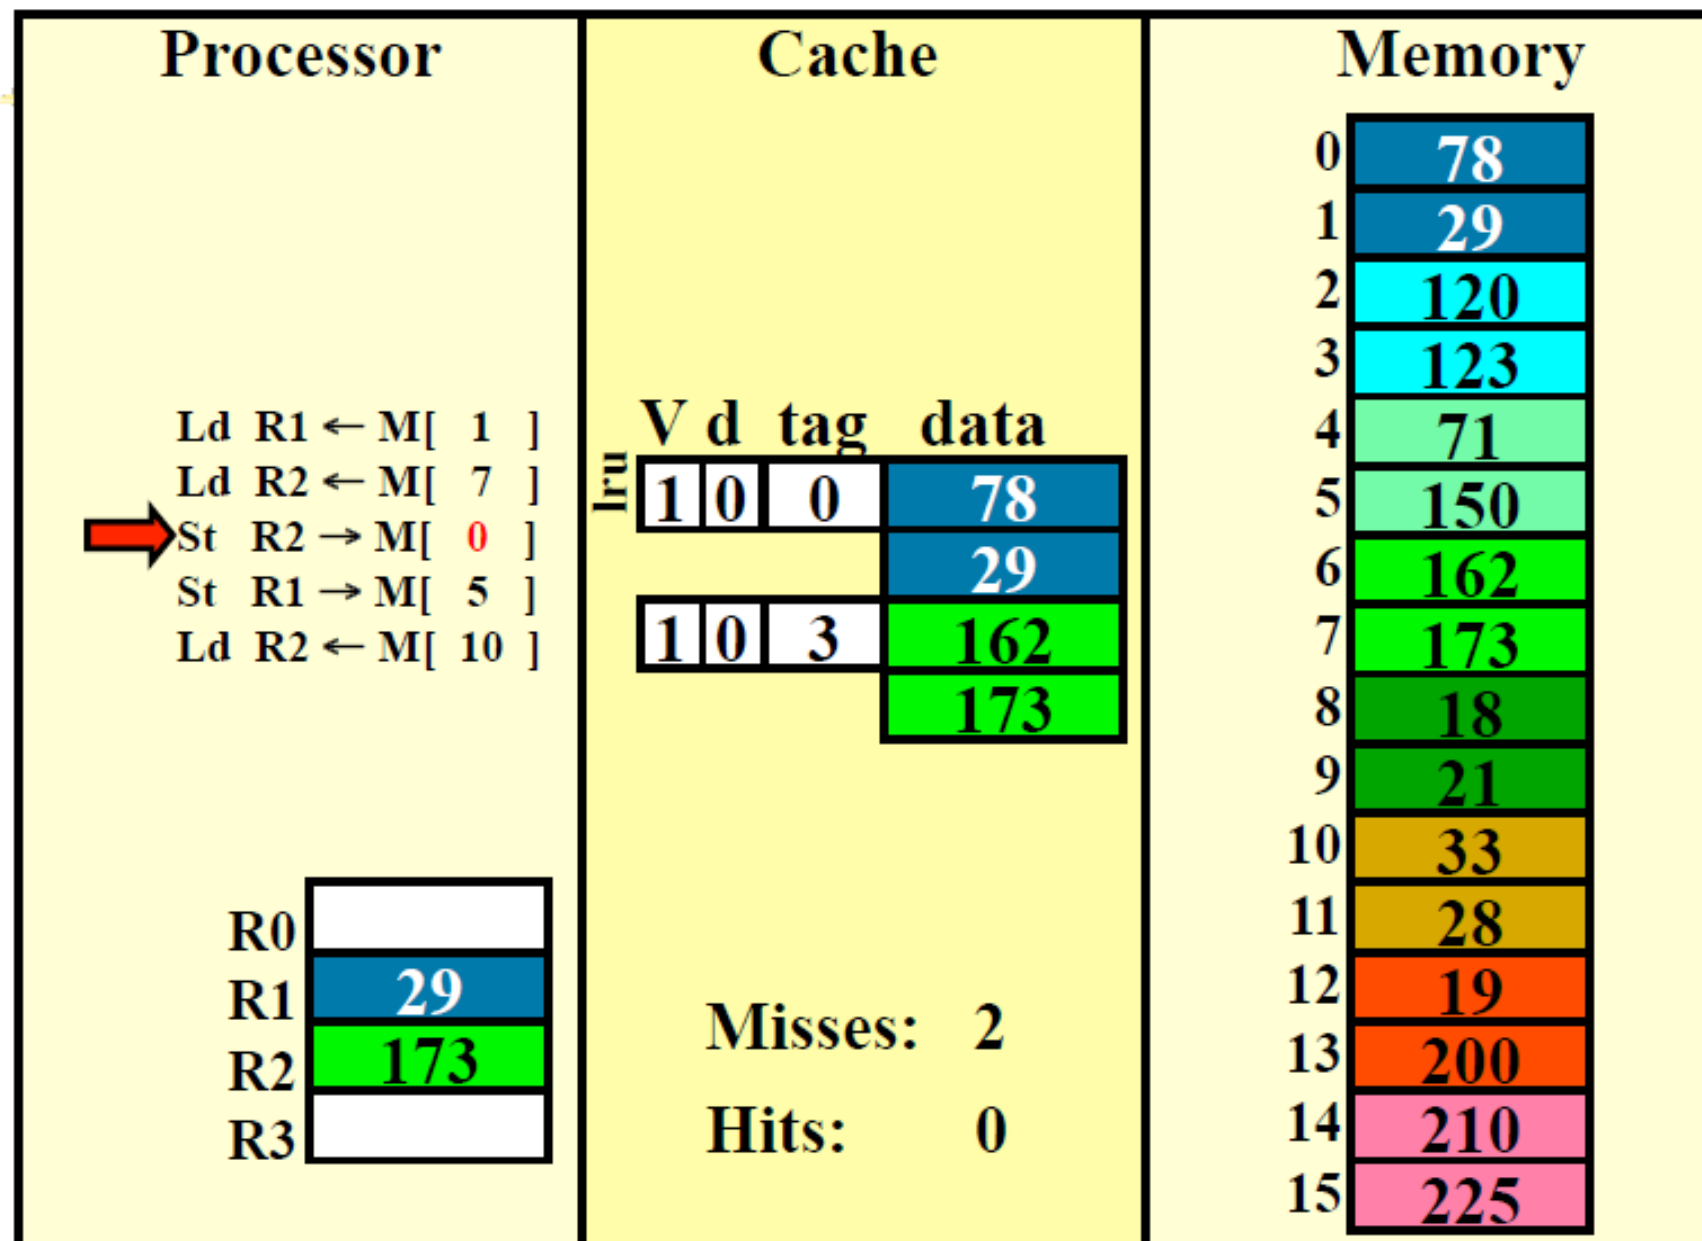 Processor
Ld R1 ← M[ 1 ]
Ld R2 ← M[ 7 ]
St R2 → M[ 0 ]
St R1 → M[ 5 ]
Ld R2 ← M[ 10 ]
R0
R1 29
R2 173
R3
Cache
V d tag data
lru
1 0 0 78
29
1 0 3 162
173
Misses: 2
Hits: 0
Memory
0 78
1 29
2 120
3 123
4 71
5 150
6 162
7 173
8 18
9 21
10 33
11 28
12 19
13 200
14 210
15 225